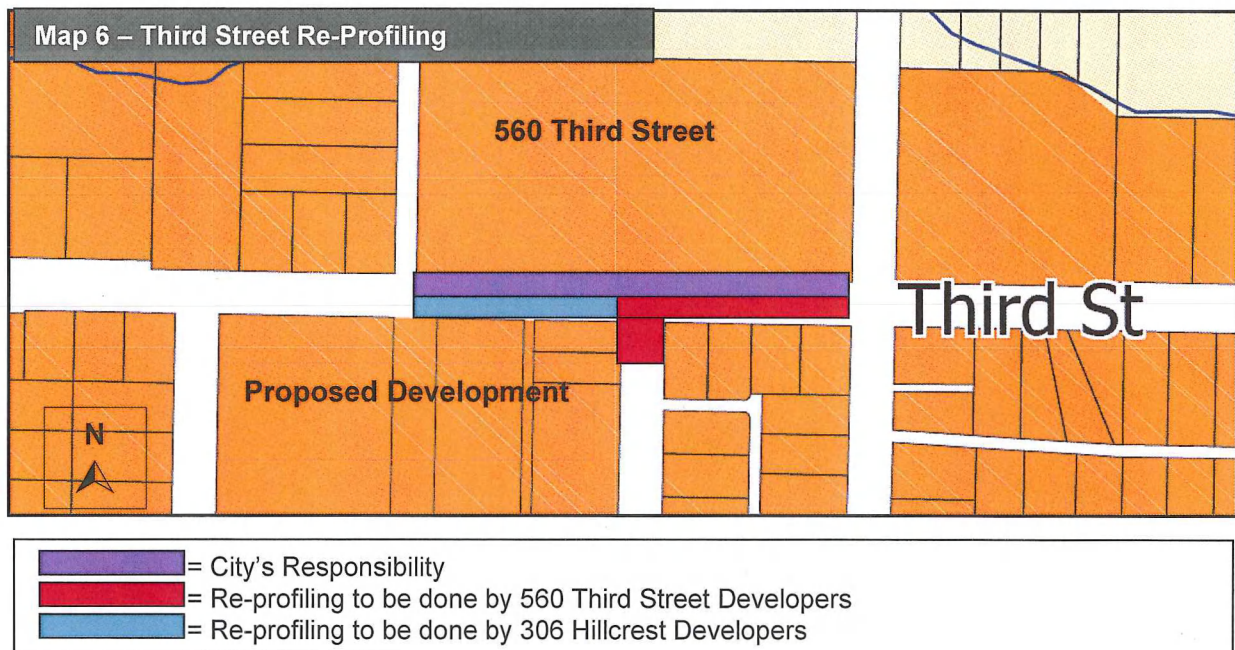 Map 6 – Third Street Re-Profiling
560 Third Street
Third St
Proposed Development
N
= City's Responsibility
= Re-profiling to be done by 560 Third Street Developers
= Re-profiling to be done by 306 Hillcrest Developers